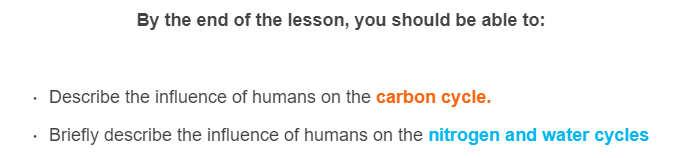 By the end of the lesson, you should be able to:
· Describe the influence of humans on the carbon cycle.
· Briefly describe the influence of humans on the nitrogen and water cycles